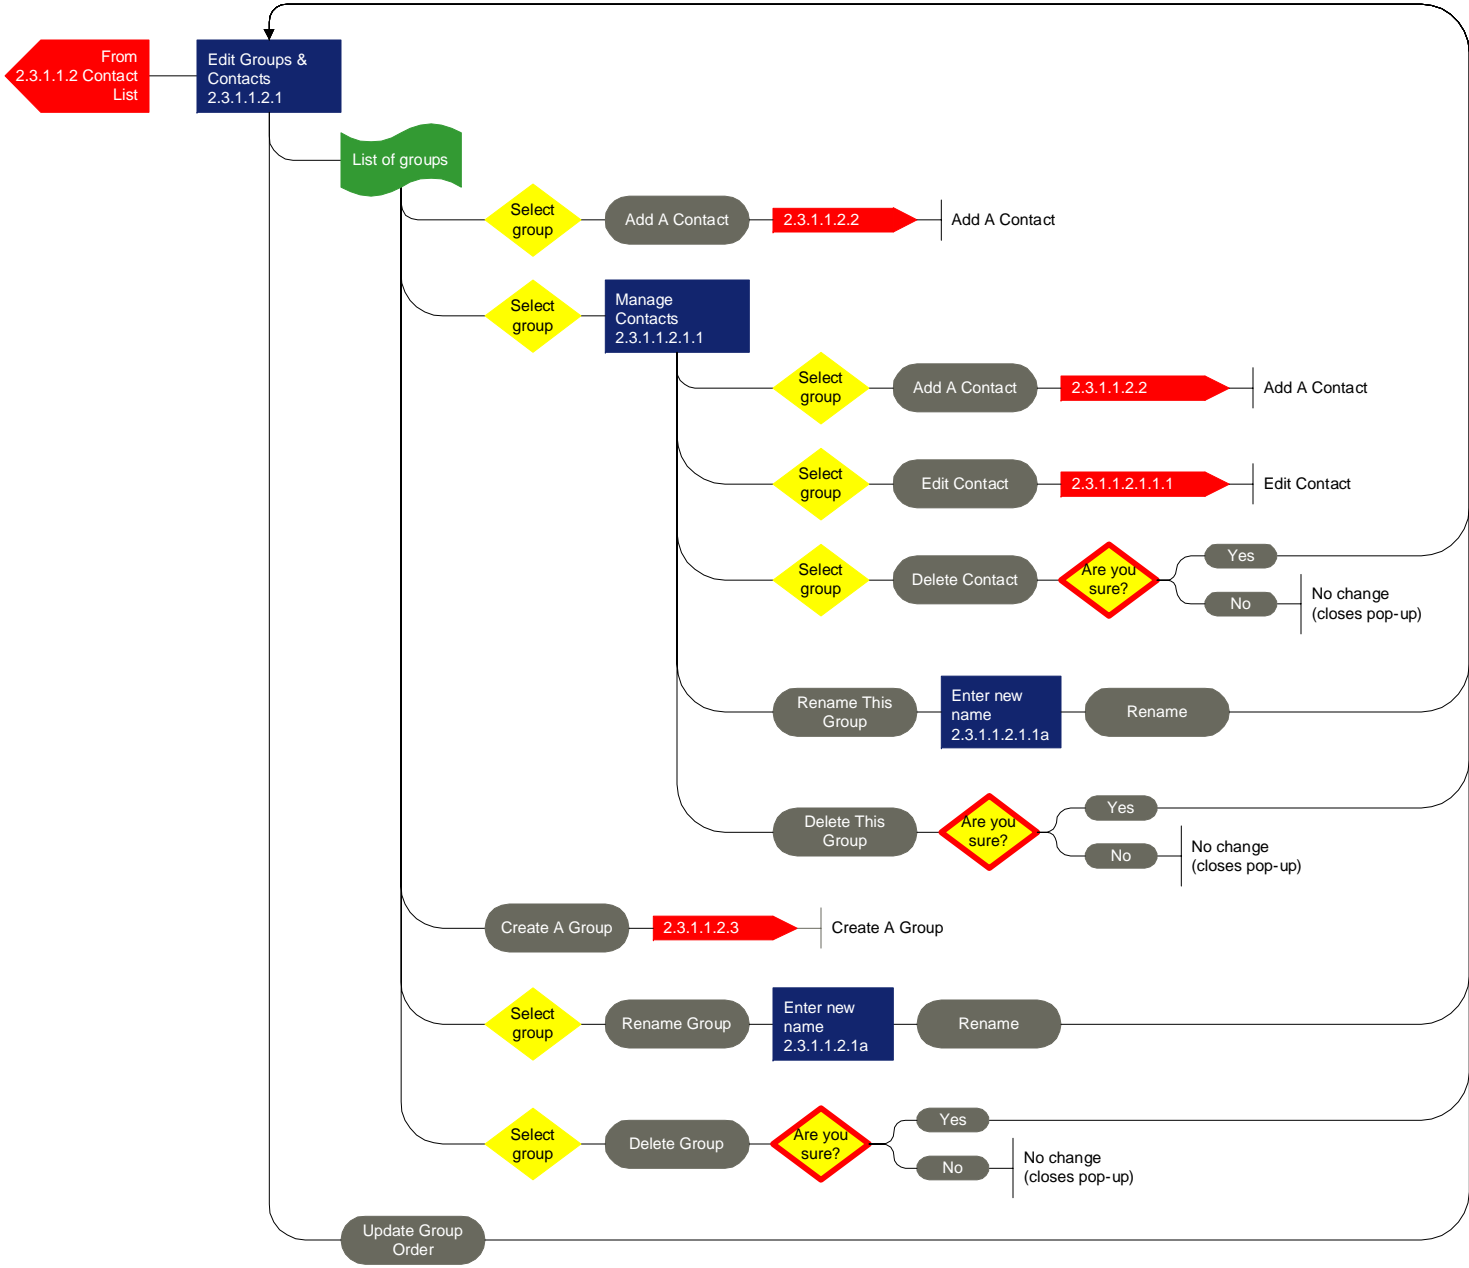 From
2.3.1.1.2 Contact
List
Edit Groups &
Contacts
2.3.1.1.2.1
List of groups
Select
group
Add A Contact
2.3.1.1.2.2
Add A Contact
Select
group
Manage
Contacts
2.3.1.1.2.1.1
Select
group
Add A Contact
2.3.1.1.2.2
Add A Contact
Select
group
Edit Contact
2.3.1.1.2.1.1.1
Edit Contact
Select
group
Delete Contact
Are you
sure?
Yes
No
No change
(closes pop-up)
Rename This
Group
Enter new
name
2.3.1.1.2.1.1a
Rename
Delete This
Group
Are you
sure?
Yes
No
No change
(closes pop-up)
Create A Group
2.3.1.1.2.3
Create A Group
Select
group
Rename Group
Enter new
name
2.3.1.1.2.1a
Rename
Select
group
Delete Group
Are you
sure?
Yes
No
No change
(closes pop-up)
Update Group
Order